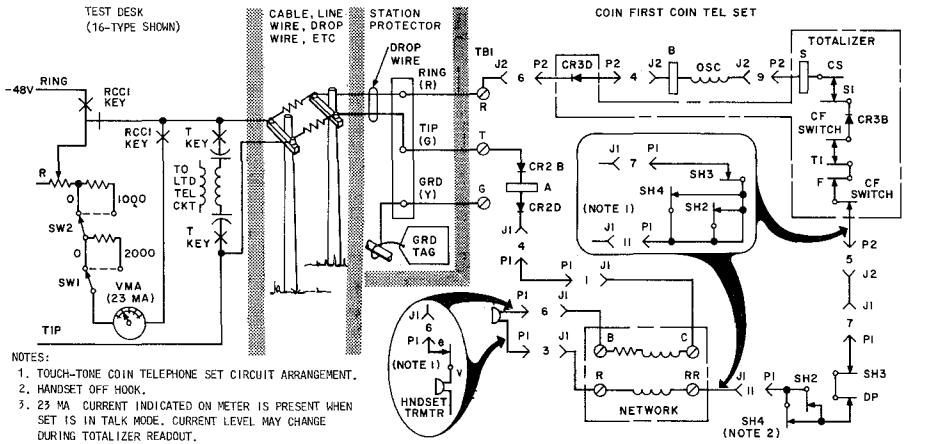 TEST DESK
(16-TYPE SHOWN)
CABLE, LINE
WIRE, DROP
WIRE, ETC
STATION
PROTECTOR
COIN FIRST COIN TEL SET
-48V
RING
RCC1
KEY
RCC1
KEY
T
KEY
TO
LTD
TEL
CKT
T
KEY
R
0
1000
SW2
0
2000
SW1
VMA
(23 MA)
TIP
DROP
WIRE
RING
(R)
TIP
(G)
GRD
(Y)
GRD
TAG
TB1
R
T
G
J2
6
P2
CR3D
P2
4
J2
B
OSC
J2
9
P2
TOTALIZER
S
CS
S1
CR3B
CF
SWITCH
T1
F
CF
SWITCH
P2
5
J2
J1
7
P1
SH3
DP
CR2B
A
CR2D
J1
4
P1
P1
1
J1
J1
7
P1
SH3
SH4
SH2
(NOTE 1)
J1
11
P1
J1
6
P1
e
(NOTE 1)
V
HNDSET
TRMTR
P1
6
J1
P1
3
J1
B
C
R
RR
NETWORK
J1
11
P1
SH2
SH4
(NOTE 2)
NOTES:
1. TOUCH-TONE COIN TELEPHONE SET CIRCUIT ARRANGEMENT.
2. HANDSET OFF HOOK.
3. 23 MA CURRENT INDICATED ON METER IS PRESENT WHEN
SET IS IN TALK MODE. CURRENT LEVEL MAY CHANGE
DURING TOTALIZER READOUT.